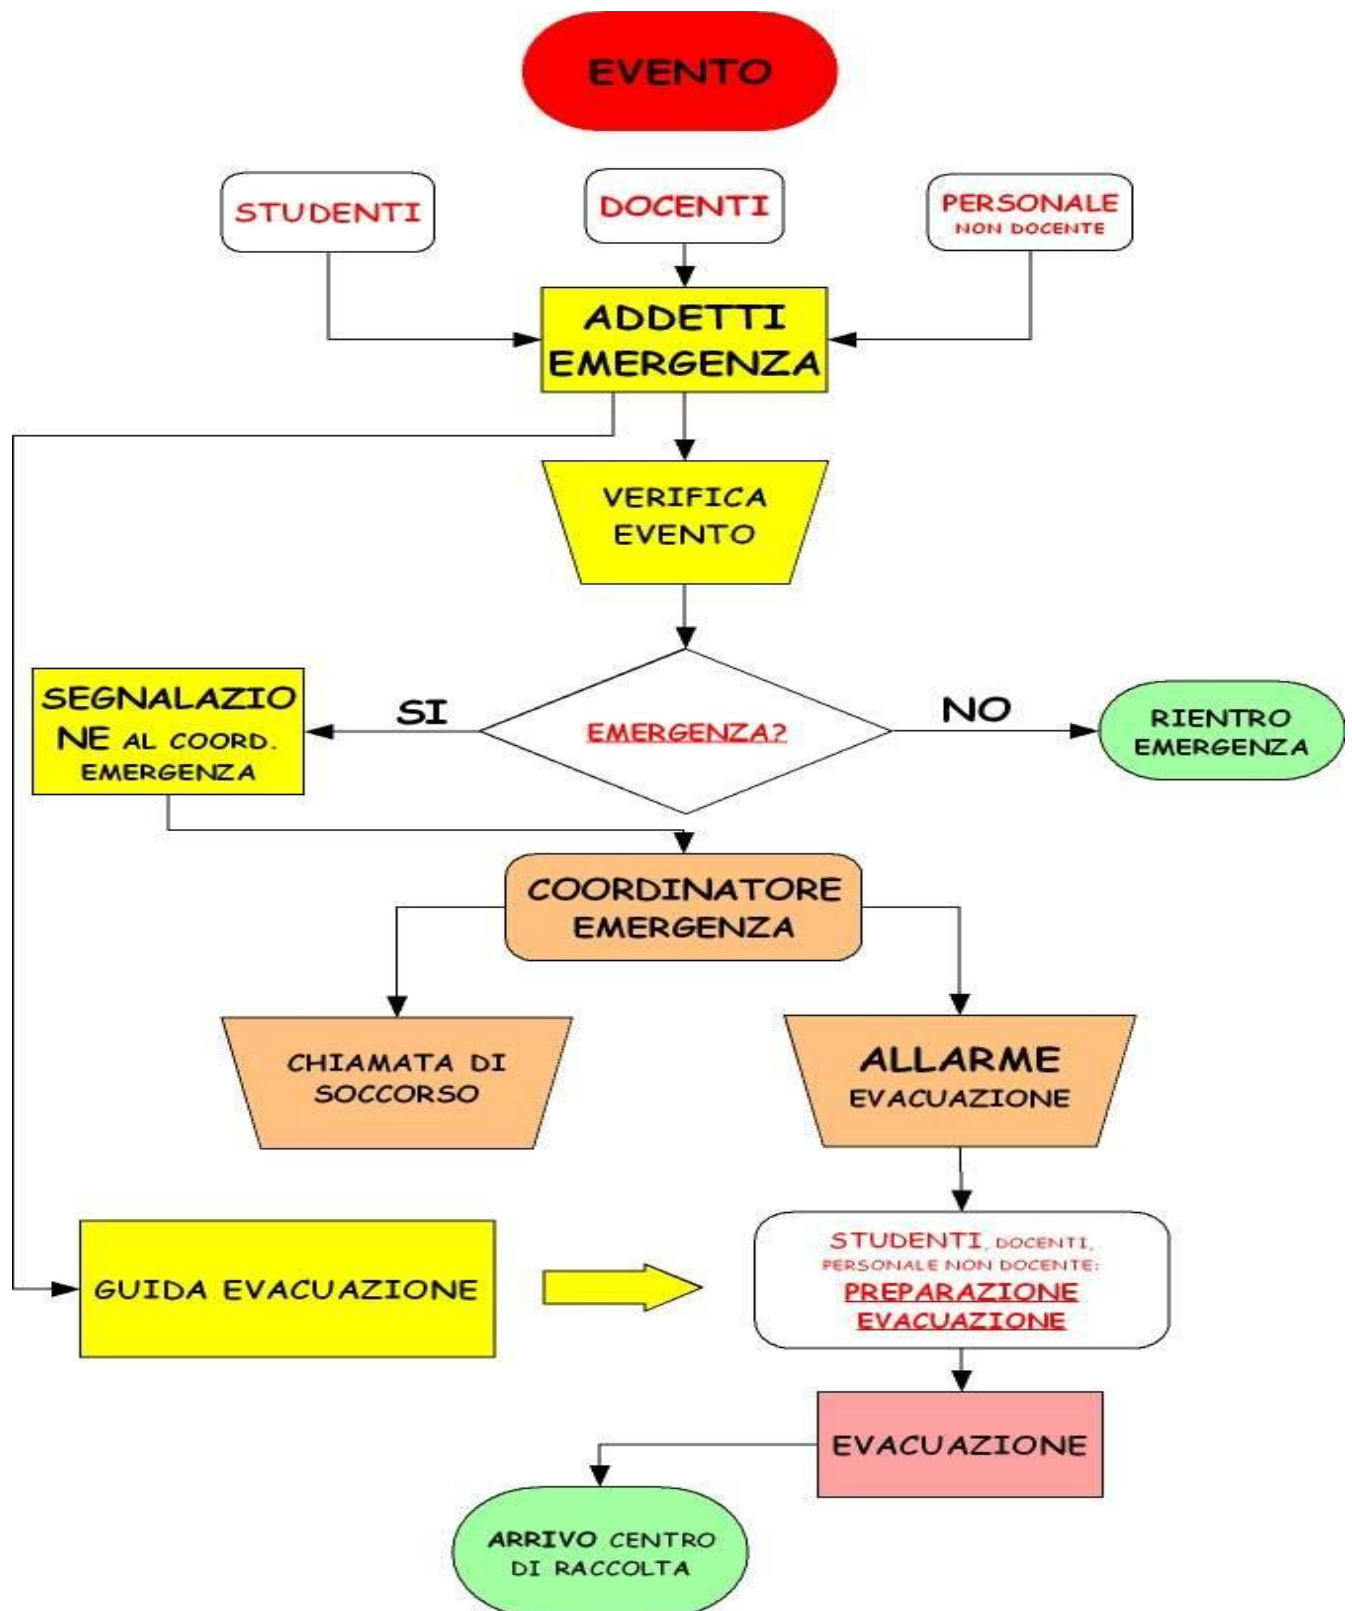 EVENTO
STUDENTI
DOCENTI
PERSONALE
NON DOCENTE
ADDETTI
EMERGENZA
VERIFICA
EVENTO
SEGNALAZIO
NE AL COORD.
EMERGENZA
SI
EMERGENZA?
NO
RIENTRO
EMERGENZA
COORDINATORE
EMERGENZA
CHIAMATA DI
SOCCORSO
ALLARME
EVACUAZIONE
GUIDA EVACUAZIONE
STUDENTI, DOCENTI,
PERSONALE NON DOCENTE:
PREPARAZIONE
EVACUAZIONE
EVACUAZIONE
ARRIVO CENTRO
DI RACCOLTA